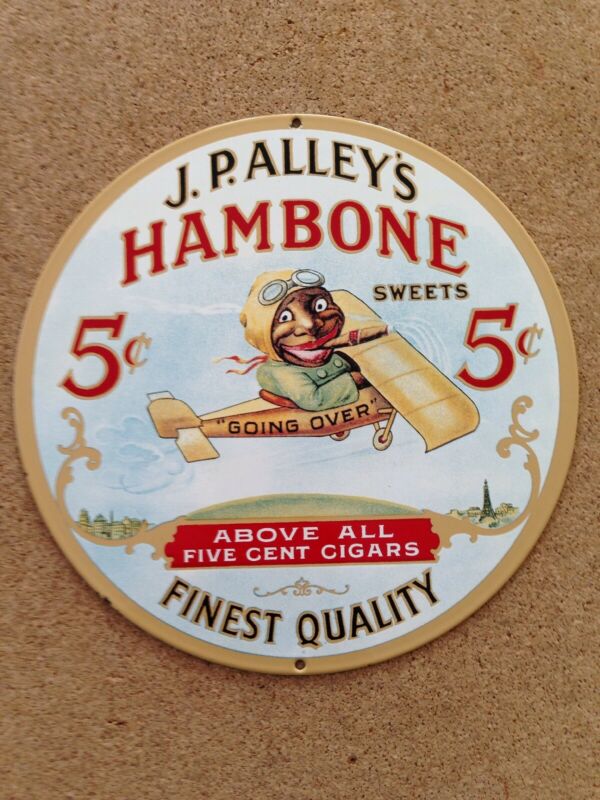 J. P. ALLEY'S
HAMBONE
SWEETS
5¢ 5¢
"GOING OVER"
ABOVE ALL
FIVE CENT CIGARS
FINEST QUALITY